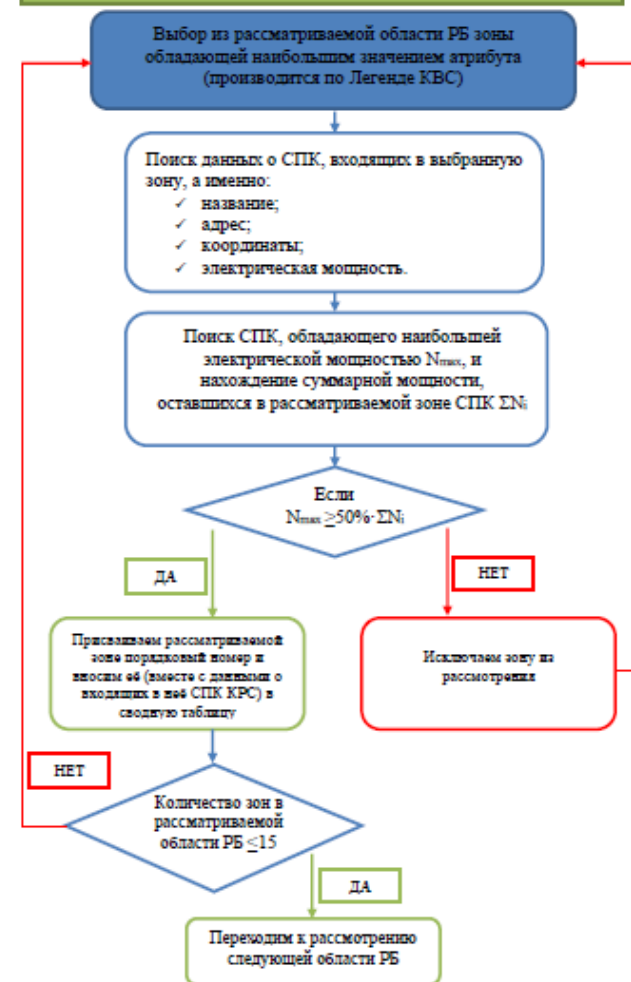 Выбор из рассматриваемой области РБ зоны
обладающей наибольшим значением атрибута
(производится по Легенде КВС)
Поиск данных о СПК, входящих в выбранную
зону, а именно:
✓ название;
✓ адрес;
✓ координаты;
✓ электрическая мощность.
Поиск СПК, обладающего наибольшей
электрической мощностью Nmax, и
нахождение суммарной мощности,
оставшихся в рассматриваемой зоне СПК ΣNi
Если
Nmax ≥50%·ΣNi
ДА
НЕТ
Присваиваем рассматриваемой
зоне порядковый номер и
вносим её (вместе с данными о
входящих в неё СПК КРС) в
сводную таблицу
Исключаем зону из
рассмотрения
НЕТ
Количество зон в
рассматриваемой
области РБ ≤15
ДА
Переходим к рассмотрению
следующей области РБ